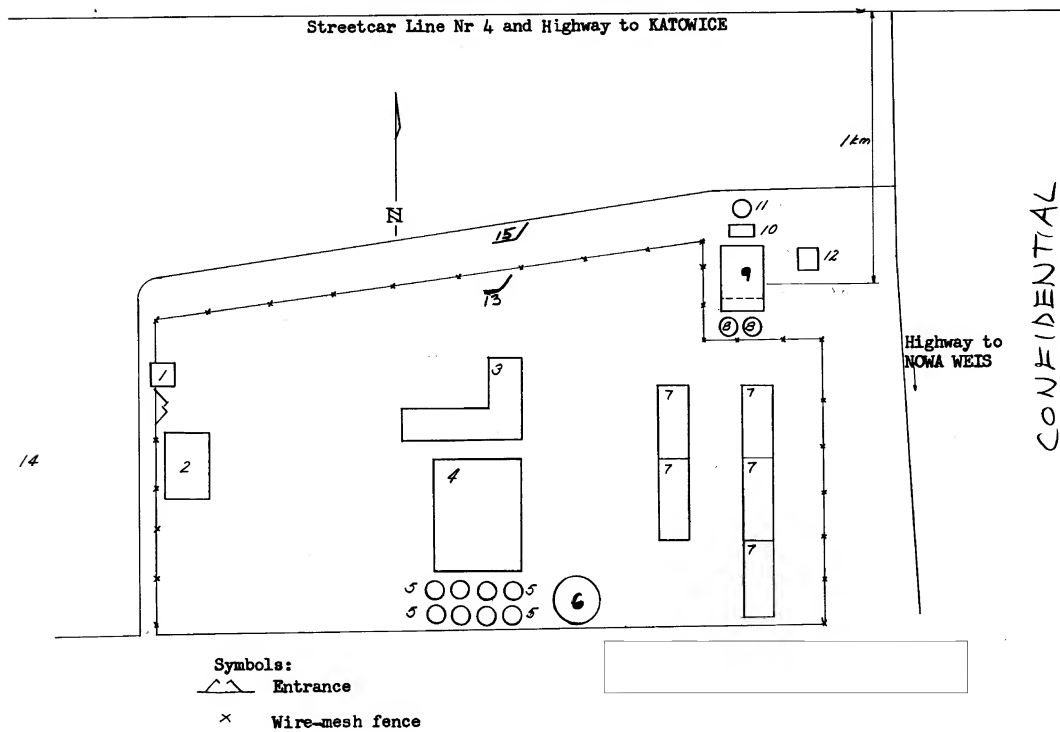 Streetcar Line Nr 4 and Highway to KATOWICE
1km
N
11
15
10
9
12
13
8 8
CONFIDENTIAL
Highway to
NOWA WEIS
1
3
7 7
14
2
4
7 7
7
5 5
6
5 5
Symbols:
Entrance
x Wire-mesh fence